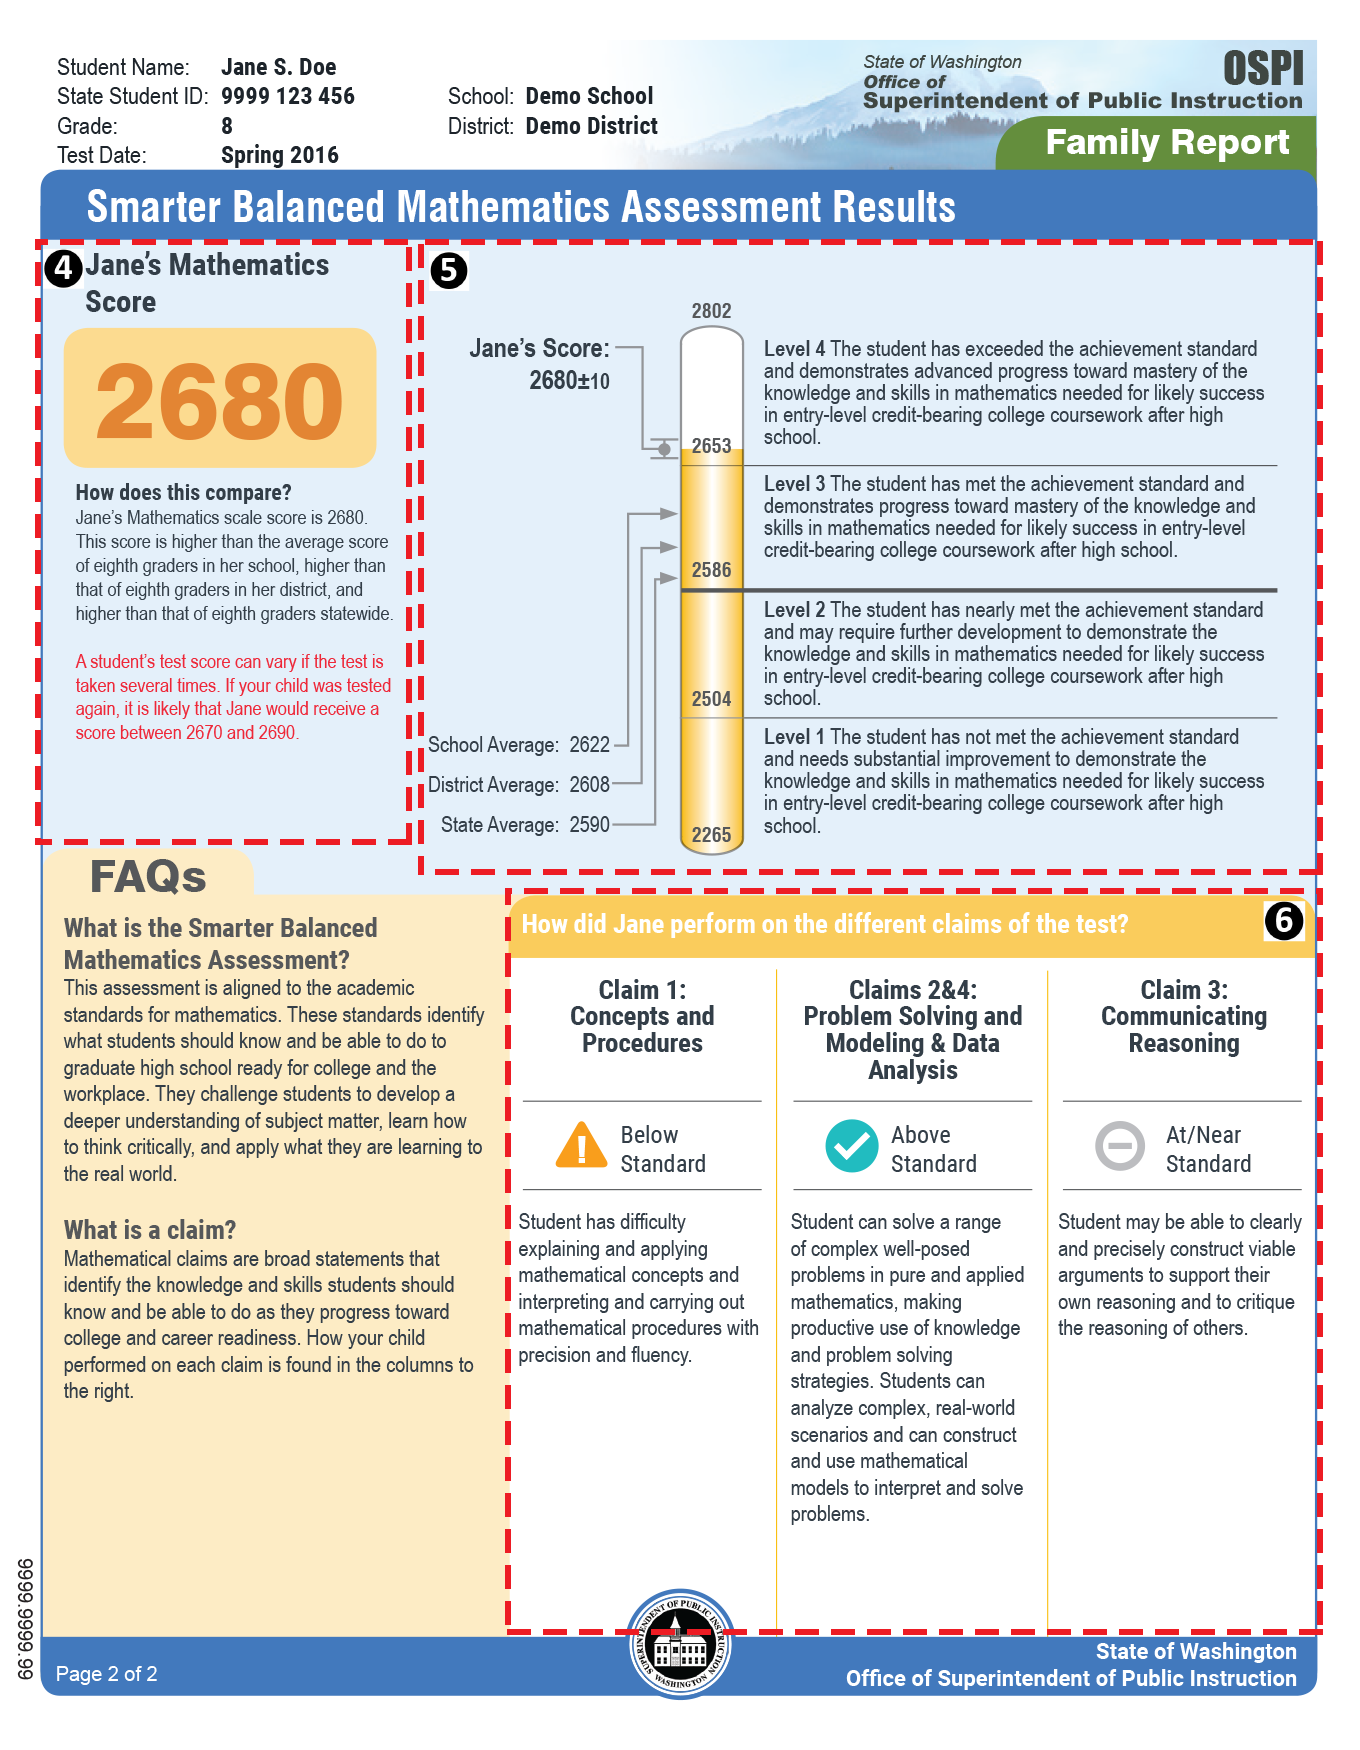 Student Name: Jane S. Doe
State Student ID: 9999 123 456
Grade: 8
Test Date: Spring 2016
School: Demo School
District: Demo District
State of Washington
Office of
Superintendent of Public Instruction
OSPI
Family Report
Smarter Balanced Mathematics Assessment Results
4
Jane's Mathematics
Score
2680
How does this compare?
Jane's Mathematics scale score is 2680.
This score is higher than the average score
of eighth graders in her school, higher than
that of eighth graders in her district, and
higher than that of eighth graders statewide.
A student's test score can vary if the test is
taken several times. If your child was tested
again, it is likely that Jane would receive a
score between 2670 and 2690.
5
Jane's Score:
2680±10
School Average: 2622
District Average: 2608
State Average: 2590
2802
2653
2586
2504
2265
Level 4 The student has exceeded the achievement standard
and demonstrates advanced progress toward mastery of the
knowledge and skills in mathematics needed for likely success
in entry-level credit-bearing college coursework after high
school.
Level 3 The student has met the achievement standard and
demonstrates progress toward mastery of the knowledge and
skills in mathematics needed for likely success in entry-level
credit-bearing college coursework after high school.
Level 2 The student has nearly met the achievement standard
and may require further development to demonstrate the
knowledge and skills in mathematics needed for likely success
in entry-level credit-bearing college coursework after high
school.
Level 1 The student has not met the achievement standard
and needs substantial improvement to demonstrate the
knowledge and skills in mathematics needed for likely success
in entry-level credit-bearing college coursework after high
school.
FAQs
What is the Smarter Balanced
Mathematics Assessment?
This assessment is aligned to the academic
standards for mathematics. These standards identify
what students should know and be able to do to
graduate high school ready for college and the
workplace. They challenge students to develop a
deeper understanding of subject matter, learn how
to think critically, and apply what they are learning to
the real world.
What is a claim?
Mathematical claims are broad statements that
identify the knowledge and skills students should
know and be able to do as they progress toward
college and career readiness. How your child
performed on each claim is found in the columns to
the right.
How did Jane perform on the different claims of the test?
6
Claim 1:
Concepts and
Procedures
Below
Standard
Student has difficulty
explaining and applying
mathematical concepts and
interpreting and carrying out
mathematical procedures with
precision and fluency.
Claims 2&4:
Problem Solving and
Modeling & Data
Analysis
Above
Standard
Student can solve a range
of complex well-posed
problems in pure and applied
mathematics, making
productive use of knowledge
and problem solving
strategies. Students can
analyze complex, real-world
scenarios and can construct
and use mathematical
models to interpret and solve
problems.
Claim 3:
Communicating
Reasoning
At/Near
Standard
Student may be able to clearly
and precisely construct viable
arguments to support their
own reasoning and to critique
the reasoning of others.
9999.9999.99
Page 2 of 2
SUPERINTENDENT OF PUBLIC INSTRUCTION
WASHINGTON
State of Washington
Office of Superintendent of Public Instruction